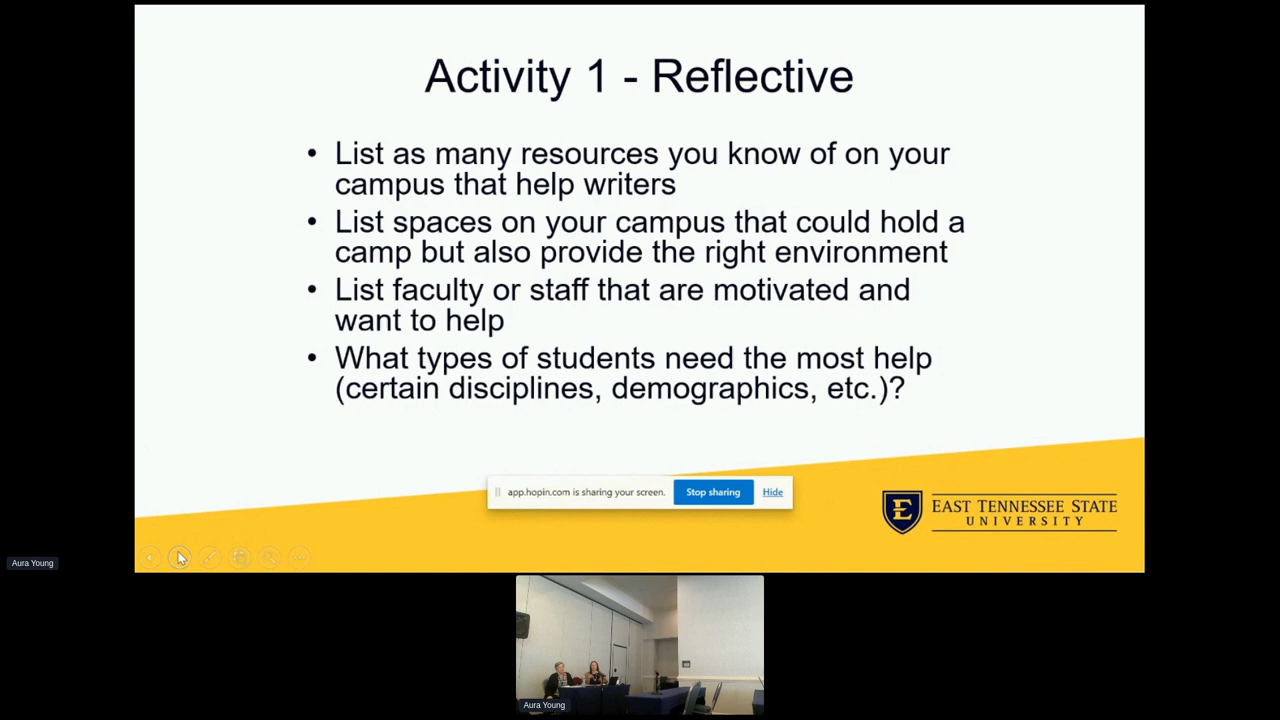 Activity 1 - Reflective
• List as many resources you know of on your
campus that help writers
• List spaces on your campus that could hold a
camp but also provide the right environment
• List faculty or staff that are motivated and
want to help
• What types of students need the most help
(certain disciplines, demographics, etc.)?
app.hopin.com is sharing your screen. Stop sharing Hide
E EAST TENNESSEE STATE
UNIVERSITY
Aura Young
Aura Young